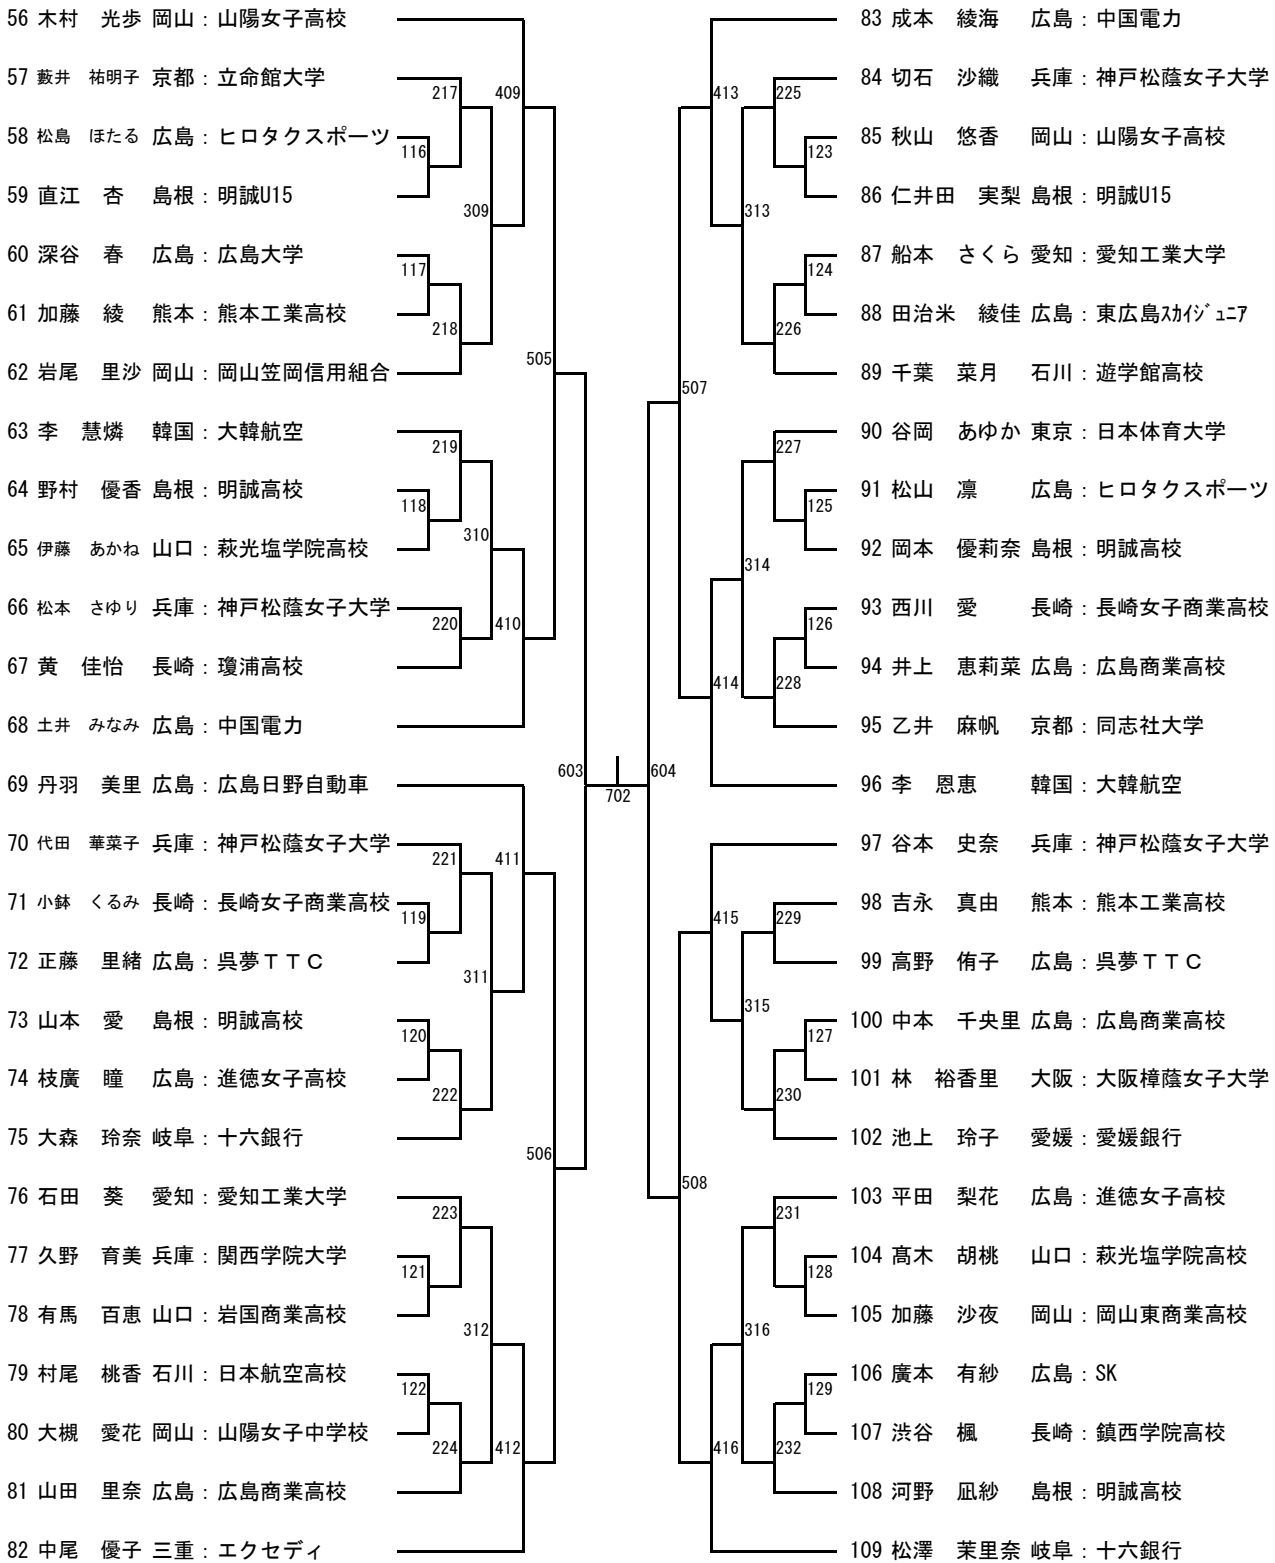 56 木村　光歩 岡山：山陽女子高校
57 藪井　祐明子 京都：立命館大学
58 松島　ほたる 広島：ヒロタクスポーツ
59 直江　杏 島根：明誠U15
60 深谷　春 広島：広島大学
61 加藤　綾 熊本：熊本工業高校
62 岩尾　里沙 岡山：岡山笠岡信用組合
63 李　慧燐 韓国：大韓航空
64 野村　優香 島根：明誠高校
65 伊藤　あかね 山口：萩光塩学院高校
66 松本　さゆり 兵庫：神戸松蔭女子大学
67 黄　佳怡 長崎：瓊浦高校
68 土井　みなみ 広島：中国電力
69 丹羽　美里 広島：広島日野自動車
70 代田　華菜子 兵庫：神戸松蔭女子大学
71 小鉢　くるみ 長崎：長崎女子商業高校
72 正藤　里緒 広島：呉夢ＴＴＣ
73 山本　愛 島根：明誠高校
74 枝廣　瞳 広島：進徳女子高校
75 大森　玲奈 岐阜：十六銀行
76 石田　葵 愛知：愛知工業大学
77 久野　育美 兵庫：関西学院大学
78 有馬　百恵 山口：岩国商業高校
79 村尾　桃香 石川：日本航空高校
80 大槻　愛花 岡山：山陽女子中学校
81 山田　里奈 広島：広島商業高校
82 中尾　優子 三重：エクセディ
217
409
116
309
117
218
505
219
118
310
220
410
603
702
604
221
411
119
311
120
222
506
223
121
312
122
224
412
413
225
123
313
124
226
507
227
125
314
126
414
228
415
229
315
127
230
508
231
128
316
129
416
232
83 成本　綾海 広島：中国電力
84 切石　沙織 兵庫：神戸松蔭女子大学
85 秋山　悠香 岡山：山陽女子高校
86 仁井田　実梨 島根：明誠U15
87 船本　さくら 愛知：愛知工業大学
88 田治米　綾佳 広島：東広島ｽｶｲｼﾞｭﾆｱ
89 千葉　菜月 石川：遊学館高校
90 谷岡　あゆか 東京：日本体育大学
91 松山　凛 広島：ヒロタクスポーツ
92 岡本　優莉奈 島根：明誠高校
93 西川　愛 長崎：長崎女子商業高校
94 井上　恵莉菜 広島：広島商業高校
95 乙井　麻帆 京都：同志社大学
96 李　恩恵 韓国：大韓航空
97 谷本　史奈 兵庫：神戸松蔭女子大学
98 吉永　真由 熊本：熊本工業高校
99 高野　侑子 広島：呉夢ＴＴＣ
100 中本　千央里 広島：広島商業高校
101 林　裕香里 大阪：大阪樟蔭女子大学
102 池上　玲子 愛媛：愛媛銀行
103 平田　梨花 広島：進徳女子高校
104 髙木　胡桃 山口：萩光塩学院高校
105 加藤　沙夜 岡山：岡山東商業高校
106 廣本　有紗 広島：SK
107 渋谷　楓 長崎：鎮西学院高校
108 河野　凪紗 島根：明誠高校
109 松澤　茉里奈 岐阜：十六銀行